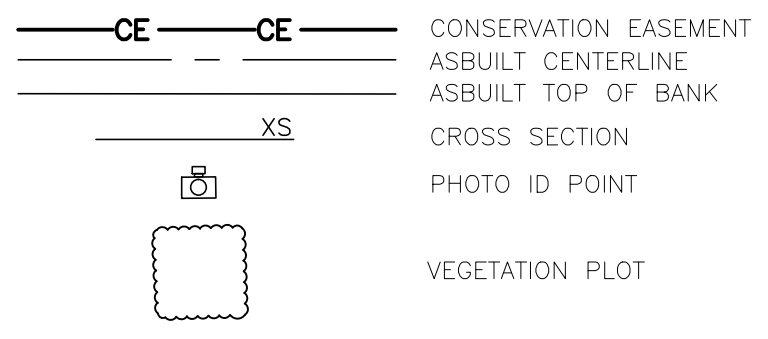 CE CE CONSERVATION EASEMENT
ASBUILT CENTERLINE
ASBUILT TOP OF BANK
XS CROSS SECTION
PHOTO ID POINT
VEGETATION PLOT